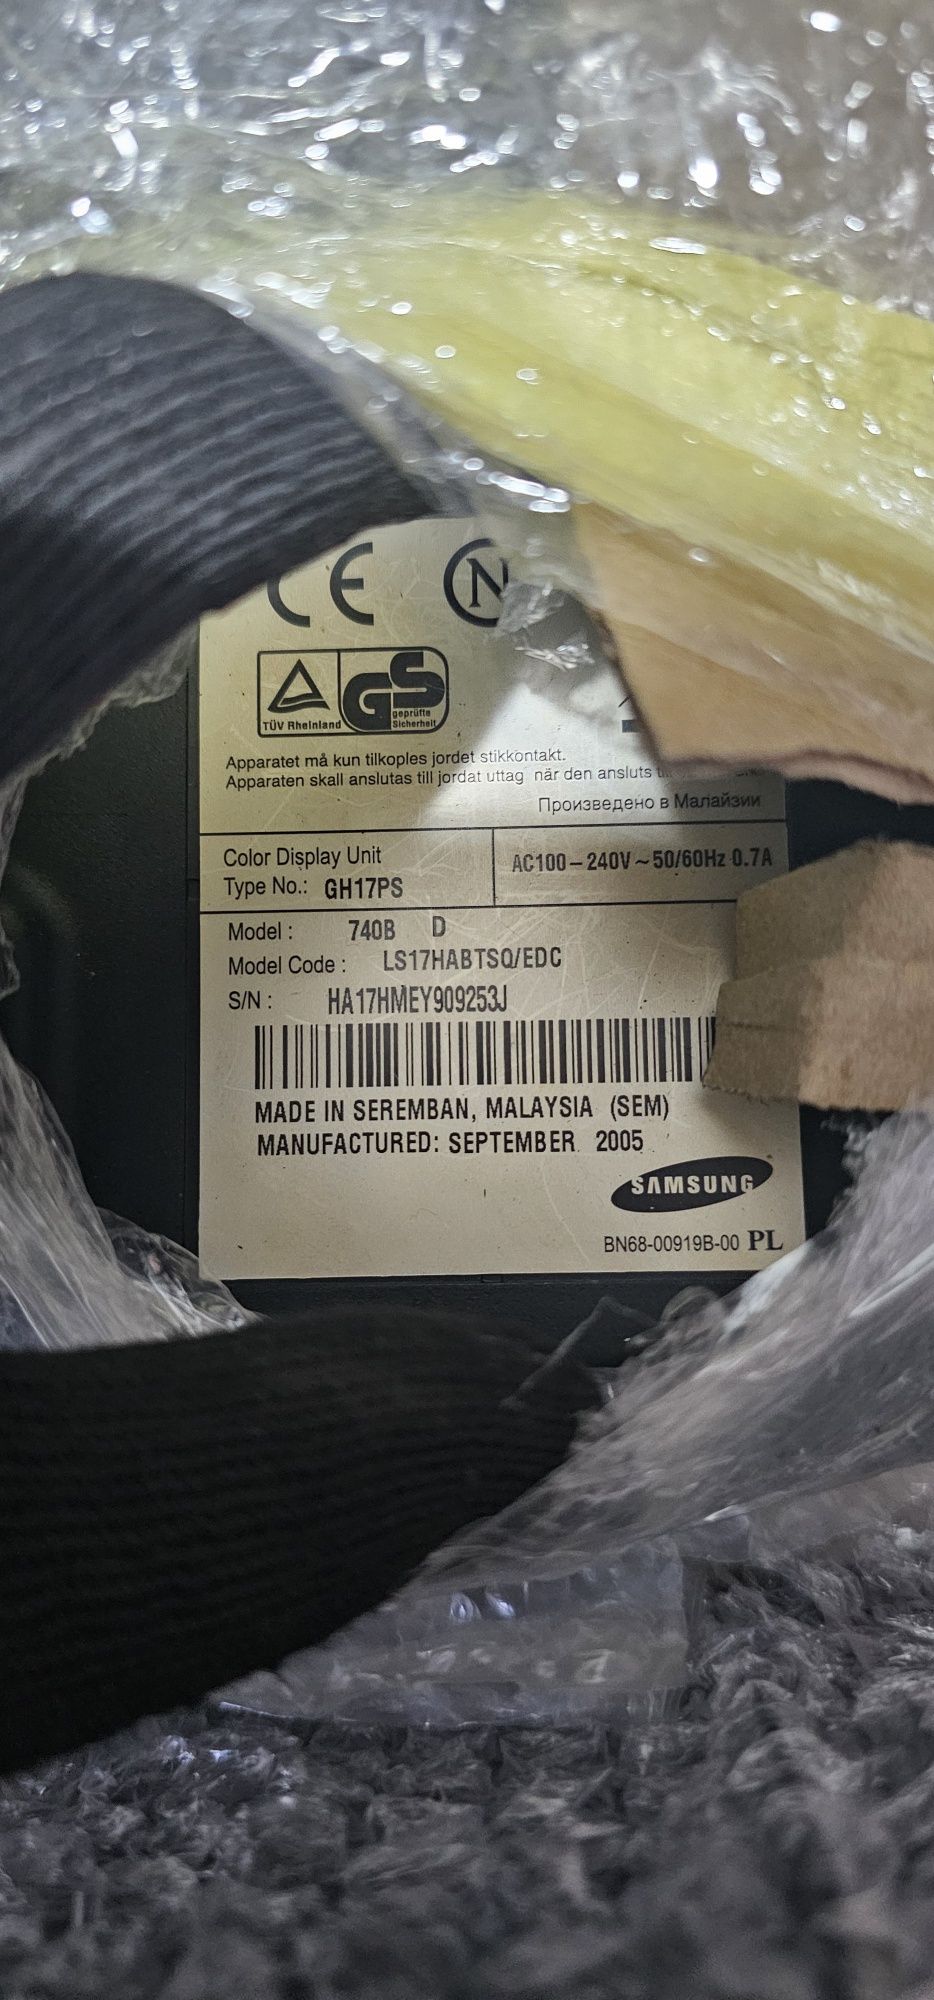 CE N
TÜV Rheinland GS geprüfte Sicherheit
Apparatet må kun tilkoples jordet stikkontakt.
Apparaten skall anslutas till jordat uttag när den ansluts
Произведено в Малайзии
Color Display Unit
Type No.: GH17PS
AC100-240V~50/60Hz 0.7A
Model : 740B D
Model Code : LS17HABTSQ/EDC
S/N : HA17HMEY909253J
MADE IN SEREMBAN, MALAYSIA (SEM)
MANUFACTURED: SEPTEMBER 2005
SAMSUNG
BN68-00919B-00 PL